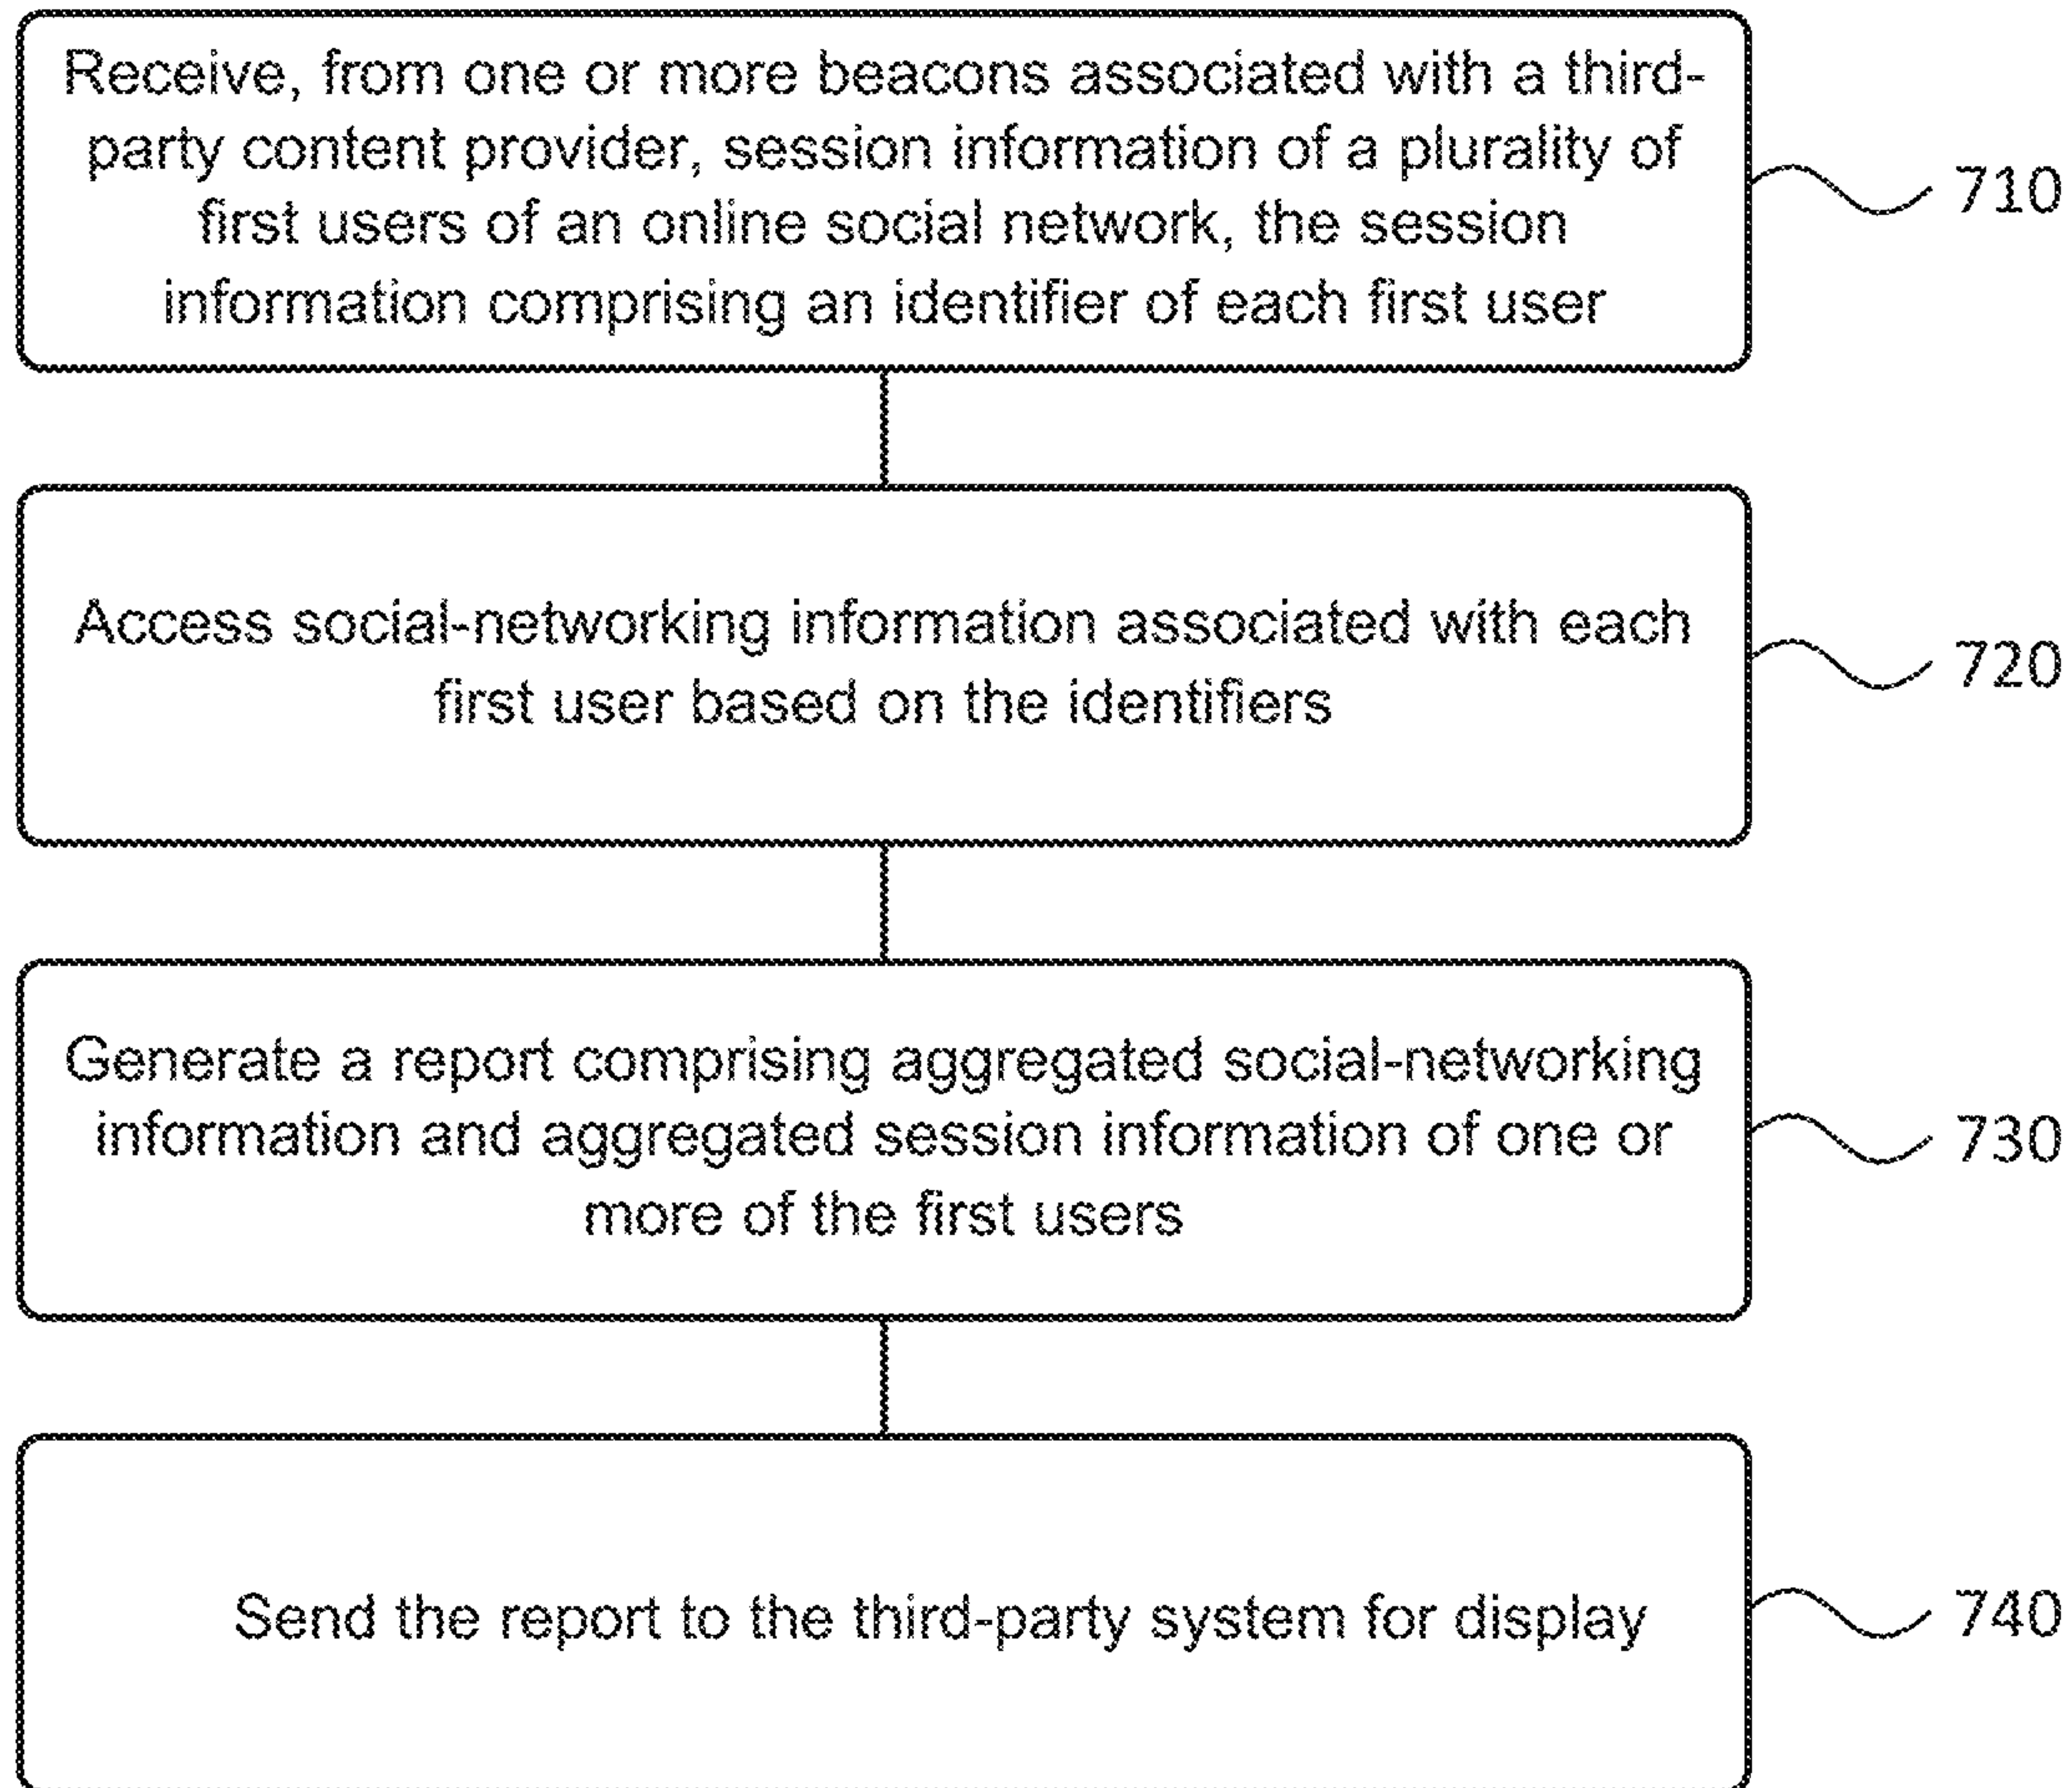 Receive, from one or more beacons associated with a third-
party content provider, session information of a plurality of
first users of an online social network, the session
information comprising an identifier of each first user
710
Access social-networking information associated with each
first user based on the identifiers
720
Generate a report comprising aggregated social-networking
information and aggregated session information of one or
more of the first users
730
Send the report to the third-party system for display
740